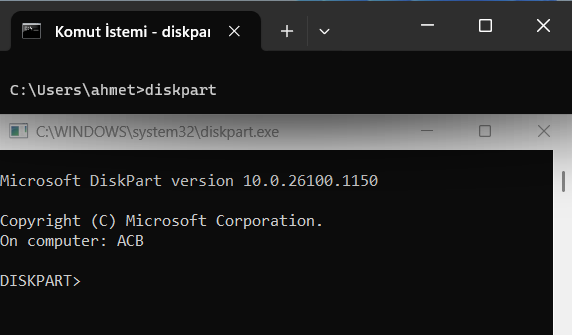 Komut İstemi - diskpar
C:\Users\ahmet>diskpart
C:\WINDOWS\system32\diskpart.exe
Microsoft DiskPart version 10.0.26100.1150
Copyright (C) Microsoft Corporation.
On computer: ACB
DISKPART>